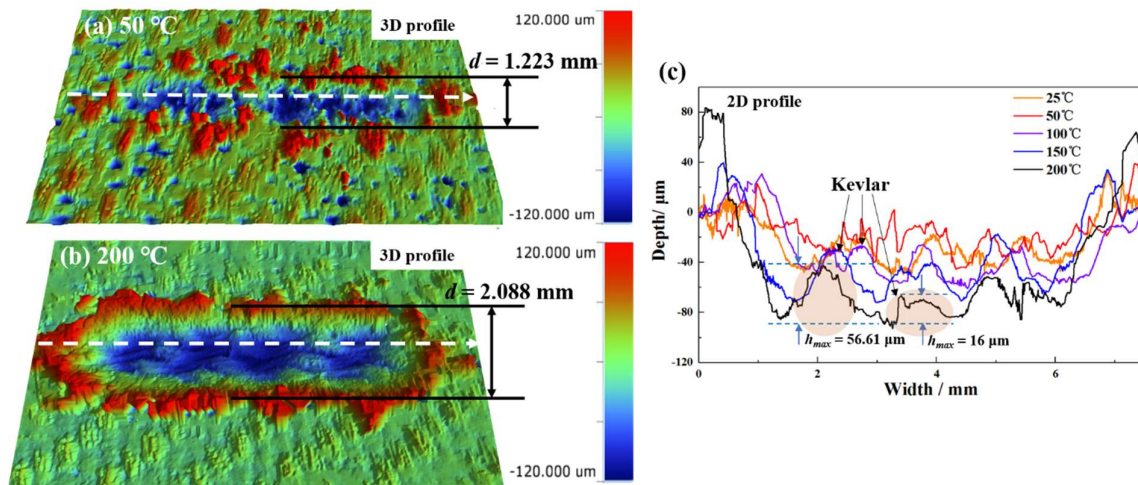 (a) 50 °C
3D profile
120.000 um
d = 1.223 mm
-120.000 um
(b) 200 °C
3D profile
120.000 um
d = 2.088 mm
-120.000 um
(c)
2D profile
25℃
50℃
100℃
150℃
200℃
Kevlar
h_max = 56.61 μm
h_max = 16 μm
80
40
0
-40
-80
-120
Depth/ μm
0
2
4
6
Width / mm